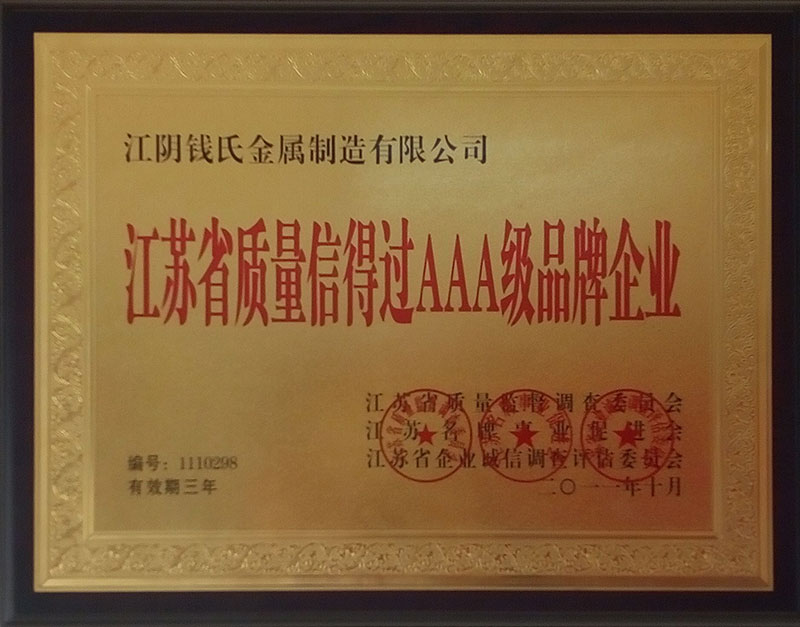 江阴钱氏金属制造有限公司
江苏省质量信得过AAA级品牌企业
江苏省质量监督调查委员会
江苏名牌事业促进会
江苏省企业诚信调查评估委员会
编号：1110298
有效期三年
二〇一一年十月